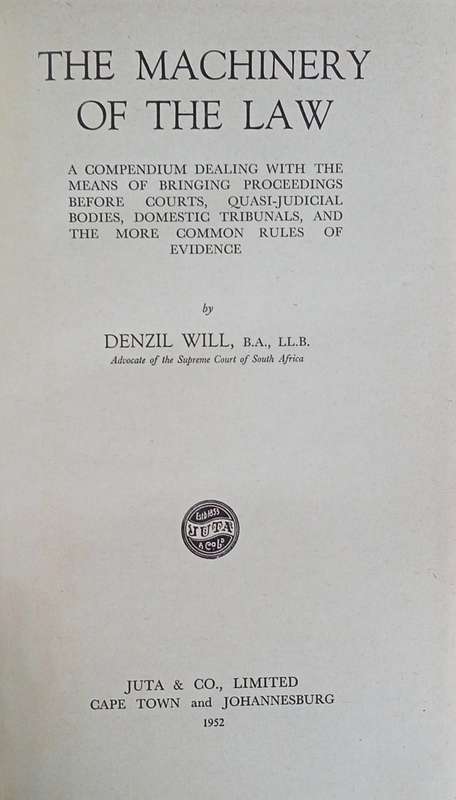 THE MACHINERY
OF THE LAW
A COMPENDIUM DEALING WITH THE
MEANS OF BRINGING PROCEEDINGS
BEFORE COURTS, QUASI-JUDICIAL
BODIES, DOMESTIC TRIBUNALS, AND
THE MORE COMMON RULES OF
EVIDENCE
by
DENZIL WILL, B.A., LL.B.
Advocate of the Supreme Court of South Africa
Estd 1853
JUTA
& Co Ld
JUTA & CO., LIMITED
CAPE TOWN and JOHANNESBURG
1952